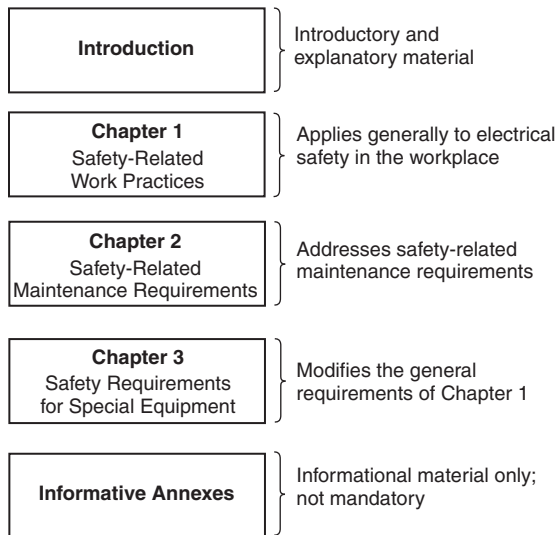 Introduction
Introductory and
explanatory material
Chapter 1
Safety-Related
Work Practices
Applies generally to electrical
safety in the workplace
Chapter 2
Safety-Related
Maintenance Requirements
Addresses safety-related
maintenance requirements
Chapter 3
Safety Requirements
for Special Equipment
Modifies the general
requirements of Chapter 1
Informative Annexes
Informational material only;
not mandatory